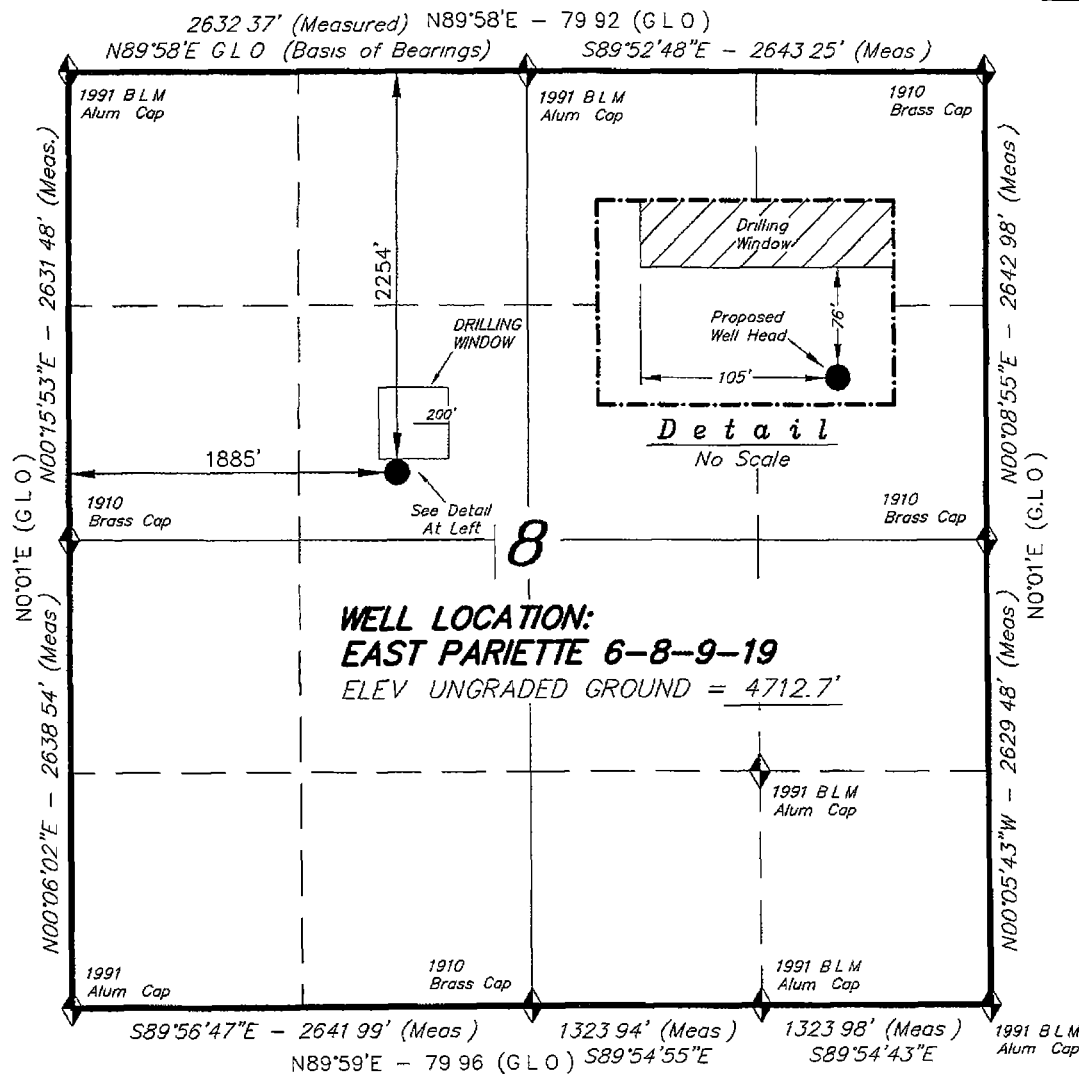 2632 37' (Measured) N89°58'E - 79 92 (G L O)
N89°58'E G L O (Basis of Bearings)
S89°52'48"E - 2643 25' (Meas )
1991 B L M
Alum Cap
1991 B L M
Alum Cap
1910
Brass Cap
N00°15'53"E - 2631 48' (Meas.)
N0°01'E (G L O)
N00°06'02"E - 2638 54' (Meas )
2254'
DRILLING
WINDOW
200'
1885'
See Detail
At Left
Drilling
Window
Proposed
Well Head
76'
105'
Detail
No Scale
N00°08'55"E - 2642 98' (Meas )
N0°01'E (G.L O)
N00°05'43"W - 2629 48' (Meas )
1910
Brass Cap
1910
Brass Cap
8
WELL LOCATION:
EAST PARIETTE 6-8-9-19
ELEV UNGRADED GROUND = 4712.7'
1991 B L M
Alum Cap
1991
Alum Cap
1910
Brass Cap
1991 B L M
Alum Cap
1991 B L M
Alum Cap
S89°56'47"E - 2641 99' (Meas )
1323 94' (Meas )
S89°54'55"E
1323 98' (Meas )
S89°54'43"E
N89°59'E - 79 96 (G L O)